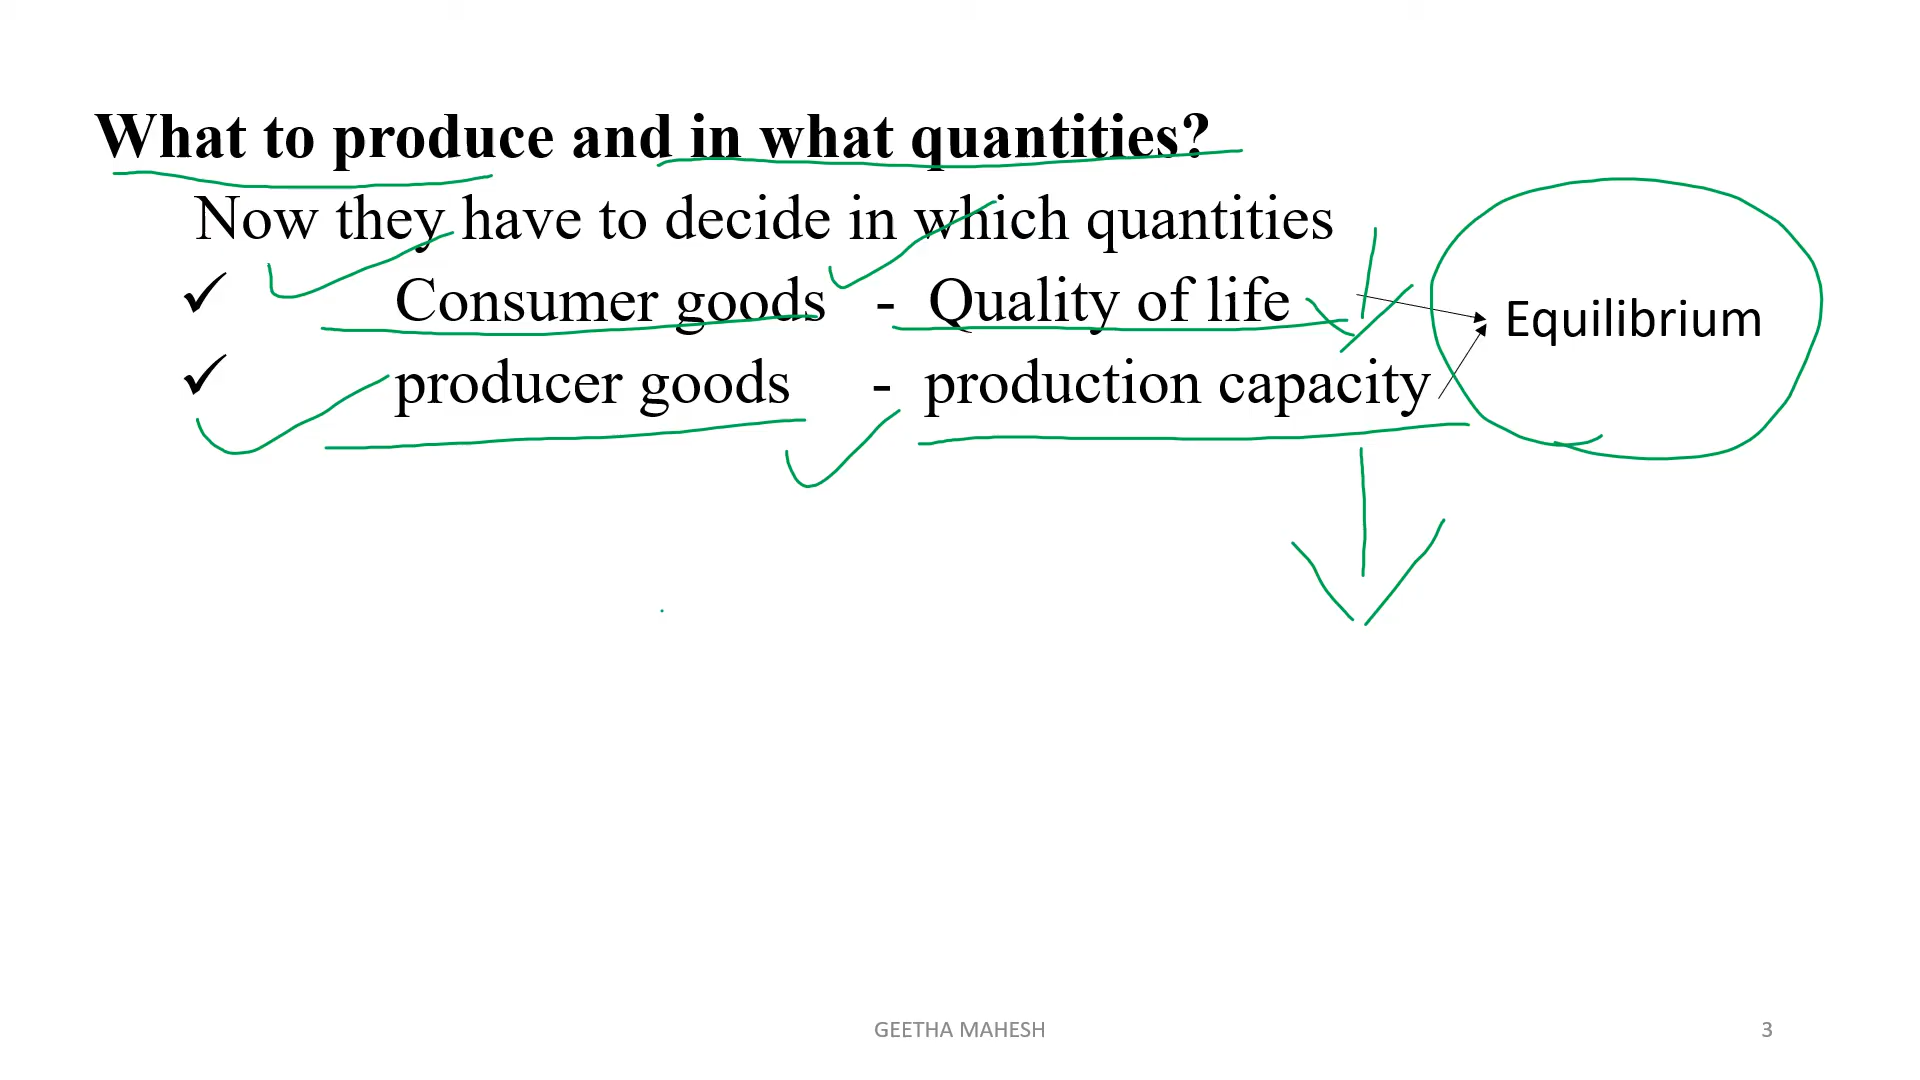 What to produce and in what quantities?
Now they have to decide in which quantities
✓ Consumer goods - Quality of life
Equilibrium
✓ producer goods - production capacity
GEETHA MAHESH
3